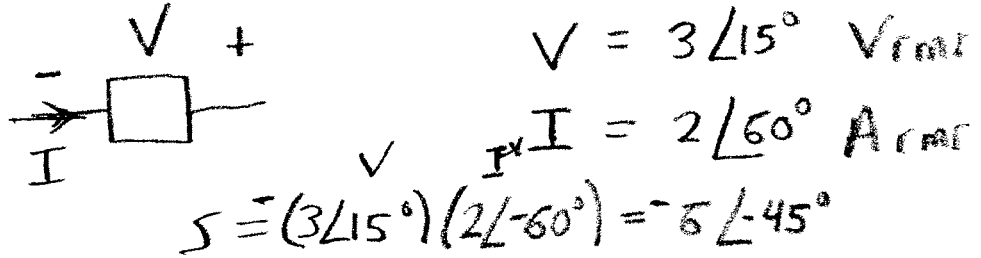 V
- +
I
V = 3∠15° Vrms
I = 2∠60° Arms
V I*
S = -(3∠15°)(2∠-60°) = -6∠-45°